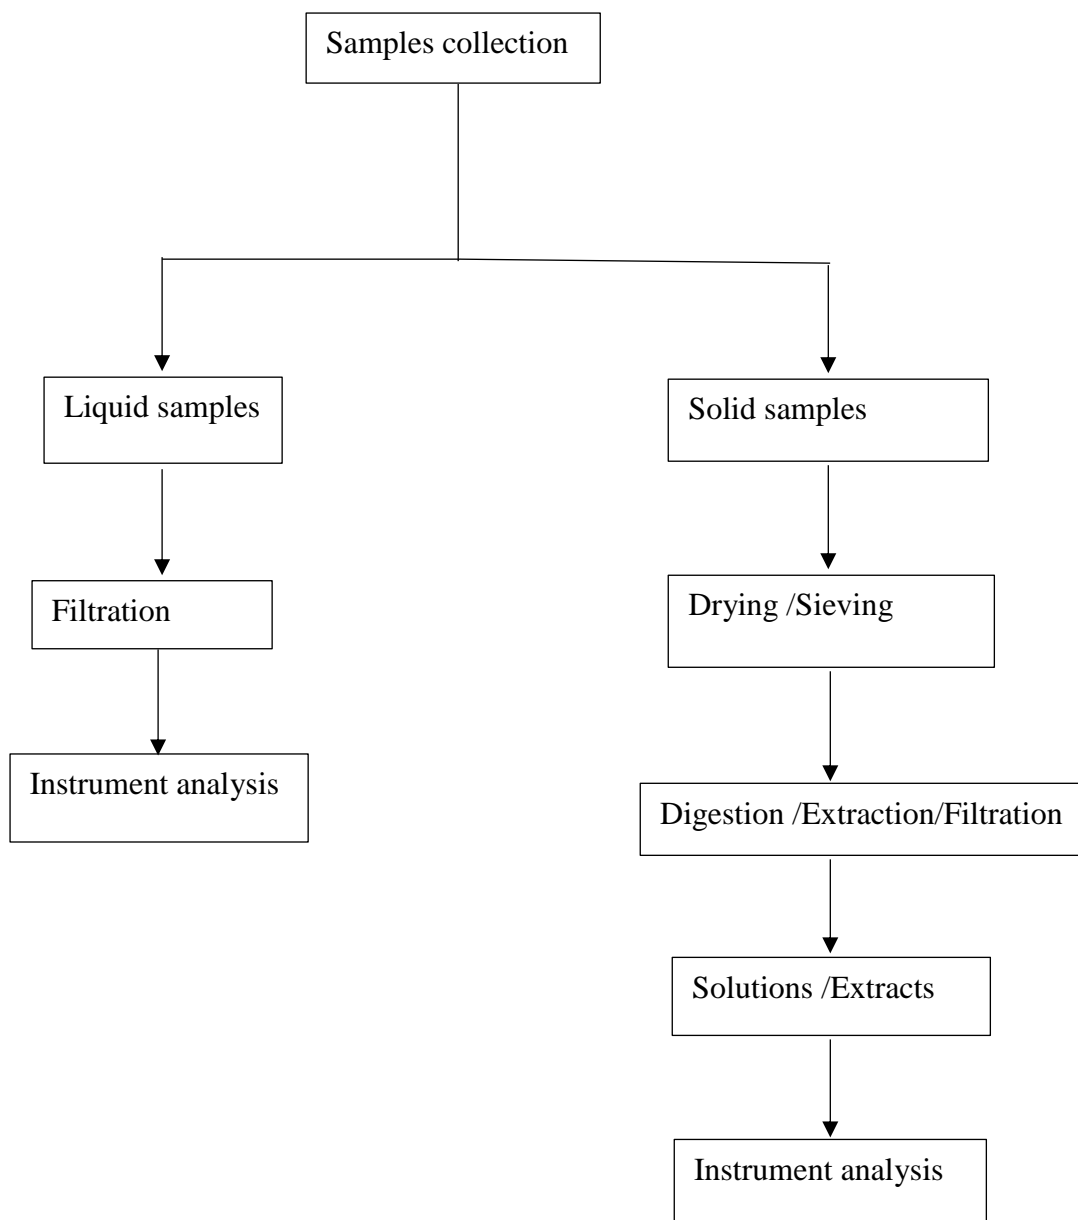 Samples collection
Liquid samples
Solid samples
Filtration
Drying /Sieving
Instrument analysis
Digestion /Extraction/Filtration
Solutions /Extracts
Instrument analysis